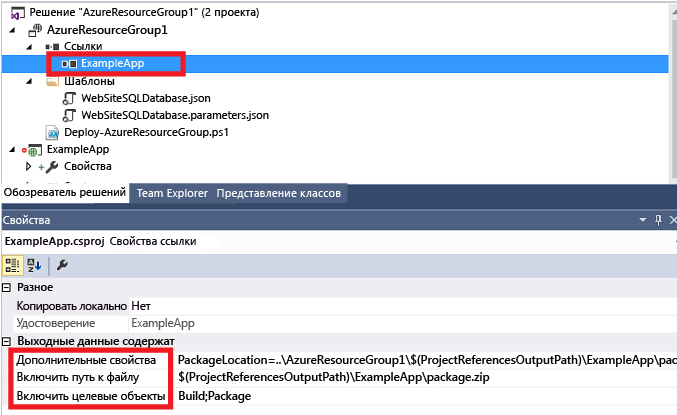 Решение "AzureResourceGroup1" (2 проекта)
AzureResourceGroup1
Ссылки
ExampleApp
Шаблоны
WebSiteSQLDatabase.json
WebSiteSQLDatabase.parameters.json
Deploy-AzureResourceGroup.ps1
ExampleApp
Свойства
Обозреватель решений Team Explorer Представление классов
Свойства
ExampleApp.csproj Свойства ссылки
Разное
Копировать локально Нет
Удостоверение ExampleApp
Выходные данные содержат
Дополнительные свойства PackageLocation=..\AzureResourceGroup1\$(ProjectReferencesOutputPath)\ExampleApp\pac
Включить путь к файлу $(ProjectReferencesOutputPath)\ExampleApp\package.zip
Включить целевые объекты Build;Package